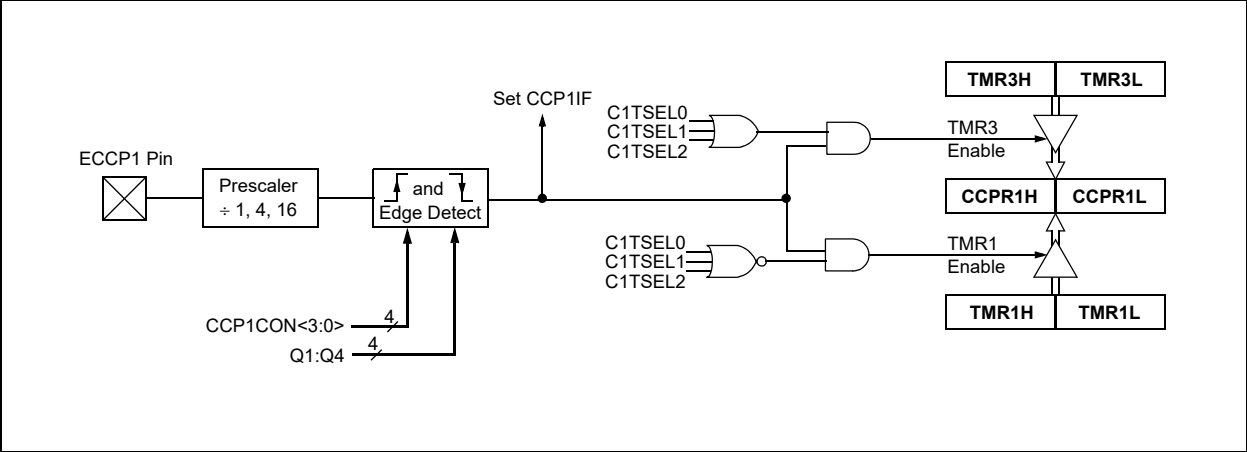 TMR3H TMR3L
Set CCP1IF
C1TSEL0
C1TSEL1
C1TSEL2
TMR3
Enable
ECCP1 Pin
Prescaler
÷ 1, 4, 16
and
Edge Detect
CCPR1H CCPR1L
C1TSEL0
C1TSEL1
C1TSEL2
TMR1
Enable
TMR1H TMR1L
CCP1CON<3:0> 4
Q1:Q4 4